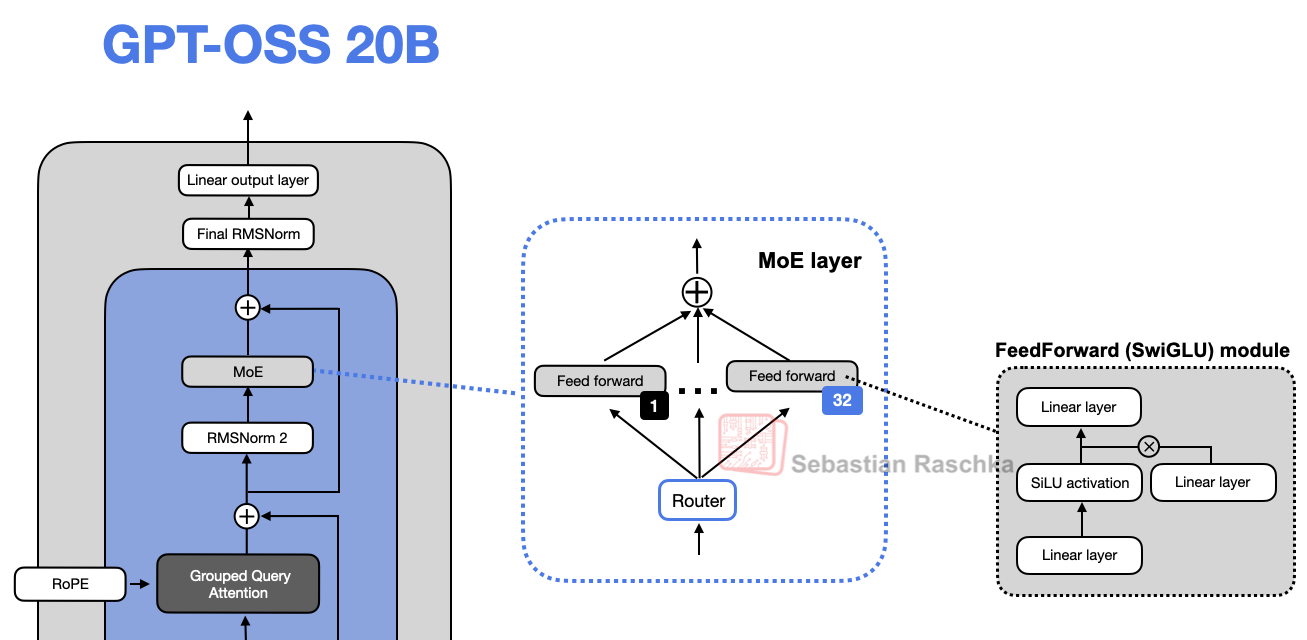 GPT-OSS 20B
Linear output layer
Final RMSNorm
MoE
RMSNorm 2
RoPE
Grouped Query
Attention
MoE layer
Feed forward
1
Feed forward
32
Router
Sebastian Raschka
FeedForward (SwiGLU) module
Linear layer
SiLU activation
Linear layer
Linear layer